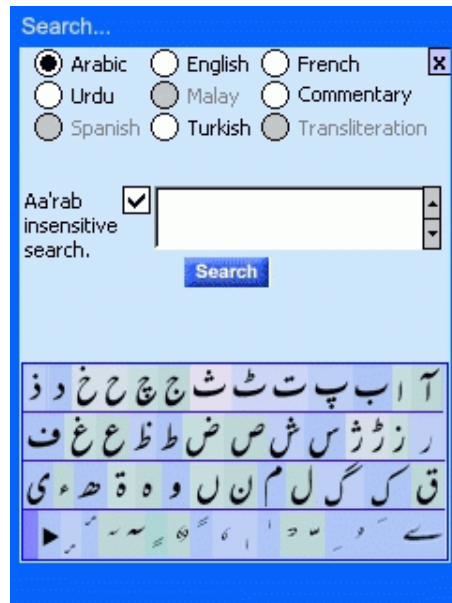 Search...
Arabic English French
Urdu Malay Commentary
Spanish Turkish Transliteration
Aa'rab
insensitive
search.
Search
آ ا ب پ ت ٹ ث ج چ ح خ د ذ
ر ز ڑ ژ س ش ص ض ط ظ ع غ ف
ق ک گ ل م ن ں و ہ ة ھ ء ی
ے